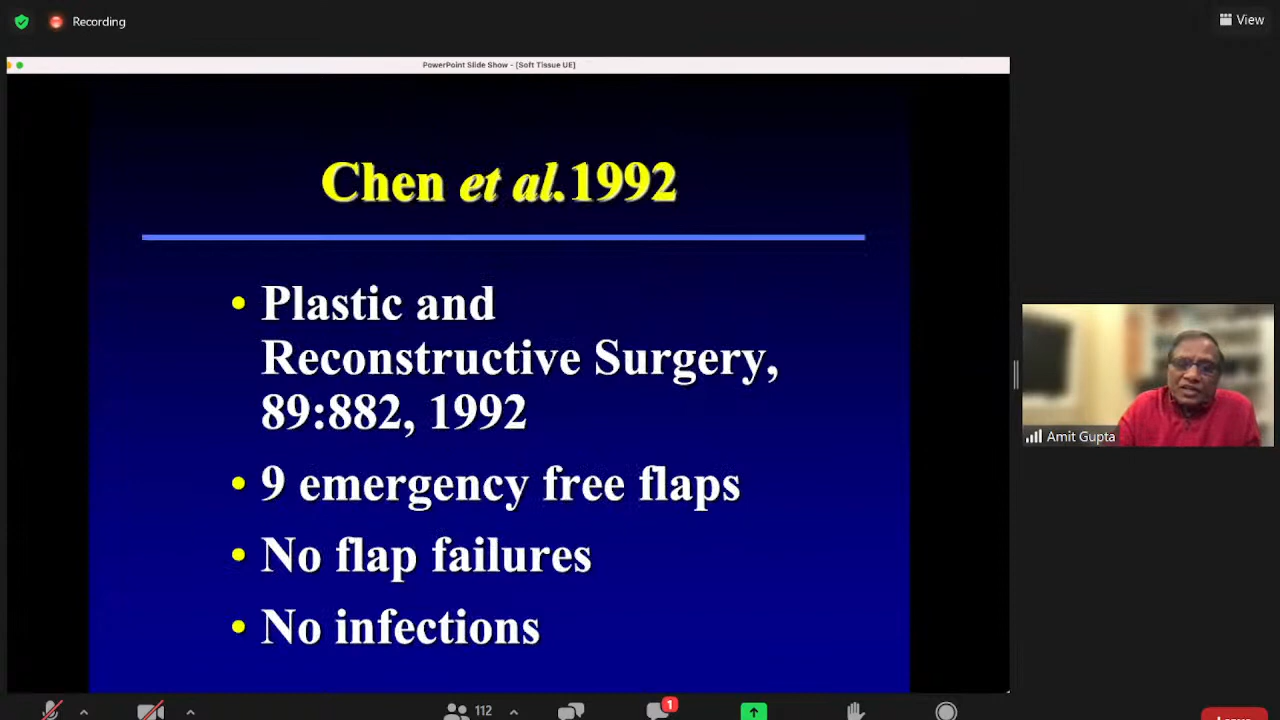 Recording
View
PowerPoint Slide Show - [Soft Tissue UE]
Chen et al.1992
• Plastic and
Reconstructive Surgery,
89:882, 1992
• 9 emergency free flaps
• No flap failures
• No infections
Amit Gupta
112
1
Leave